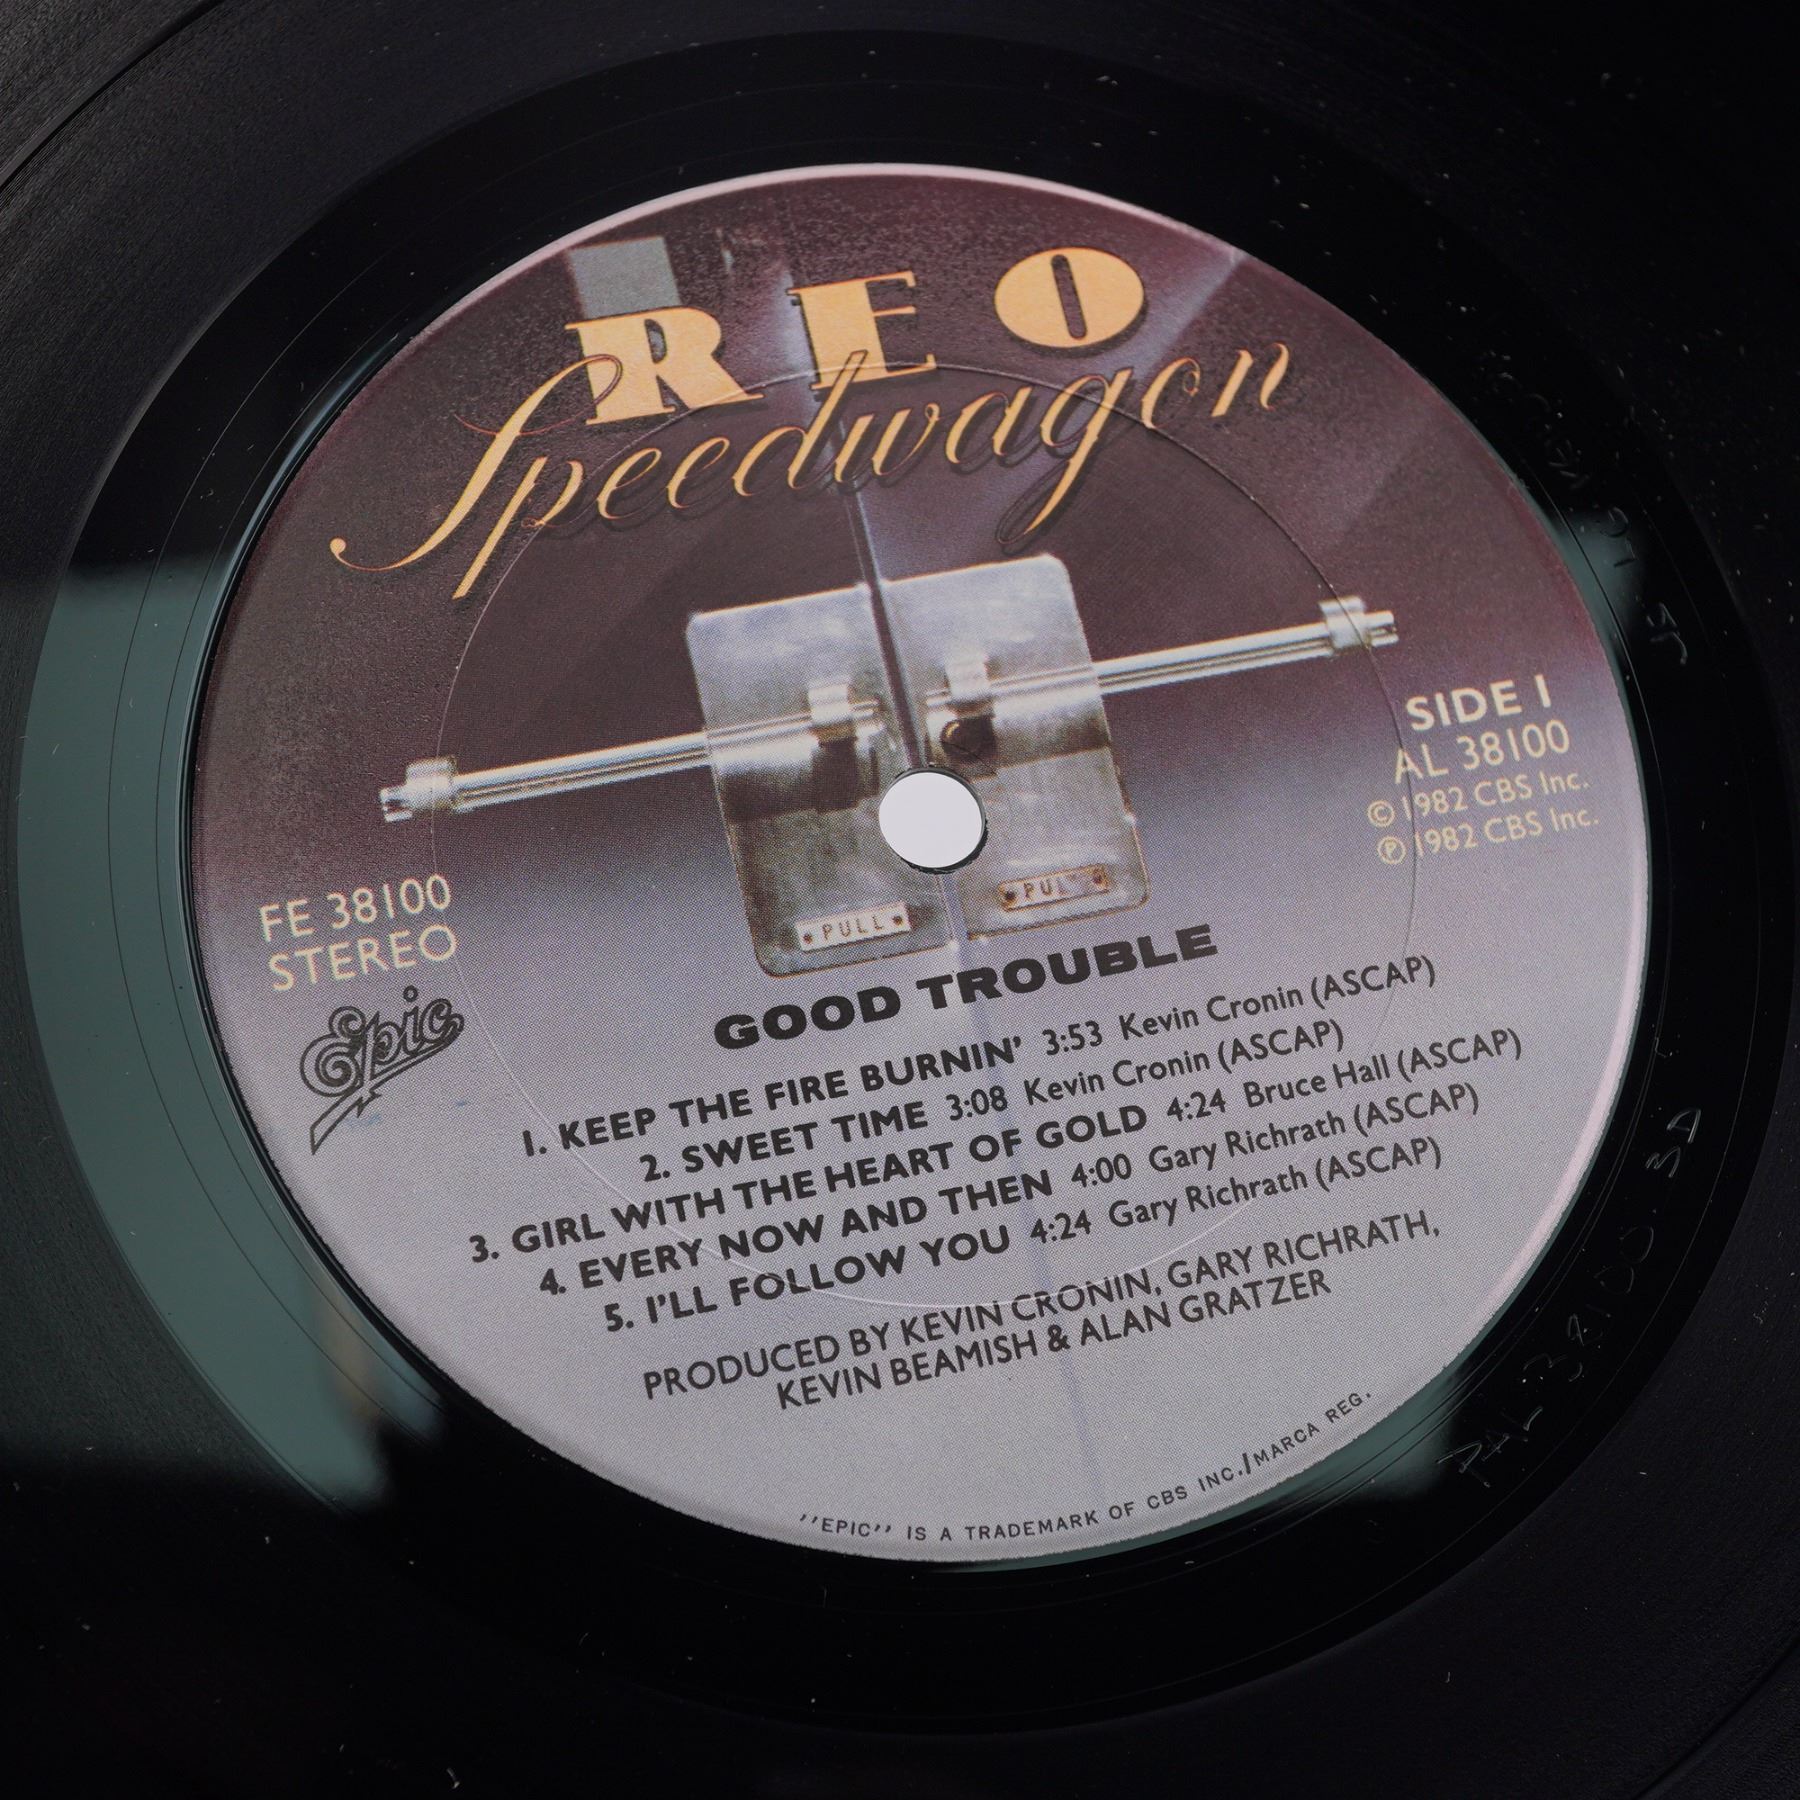 REO
Speedwagon
SIDE 1
AL 38100
© 1982 CBS Inc.
℗ 1982 CBS Inc.
FE 38100
STEREO
Epic
PULL
PULL
GOOD TROUBLE
1. KEEP THE FIRE BURNIN' 3:53 Kevin Cronin (ASCAP)
2. SWEET TIME 3:08 Kevin Cronin (ASCAP)
3. GIRL WITH THE HEART OF GOLD 4:24 Bruce Hall (ASCAP)
4. EVERY NOW AND THEN 4:00 Gary Richrath (ASCAP)
5. I'LL FOLLOW YOU 4:24 Gary Richrath (ASCAP)
PRODUCED BY KEVIN CRONIN, GARY RICHRATH,
KEVIN BEAMISH & ALAN GRATZER
''EPIC'' IS A TRADEMARK OF CBS INC./MARCA REG.
PAL 38100 3D